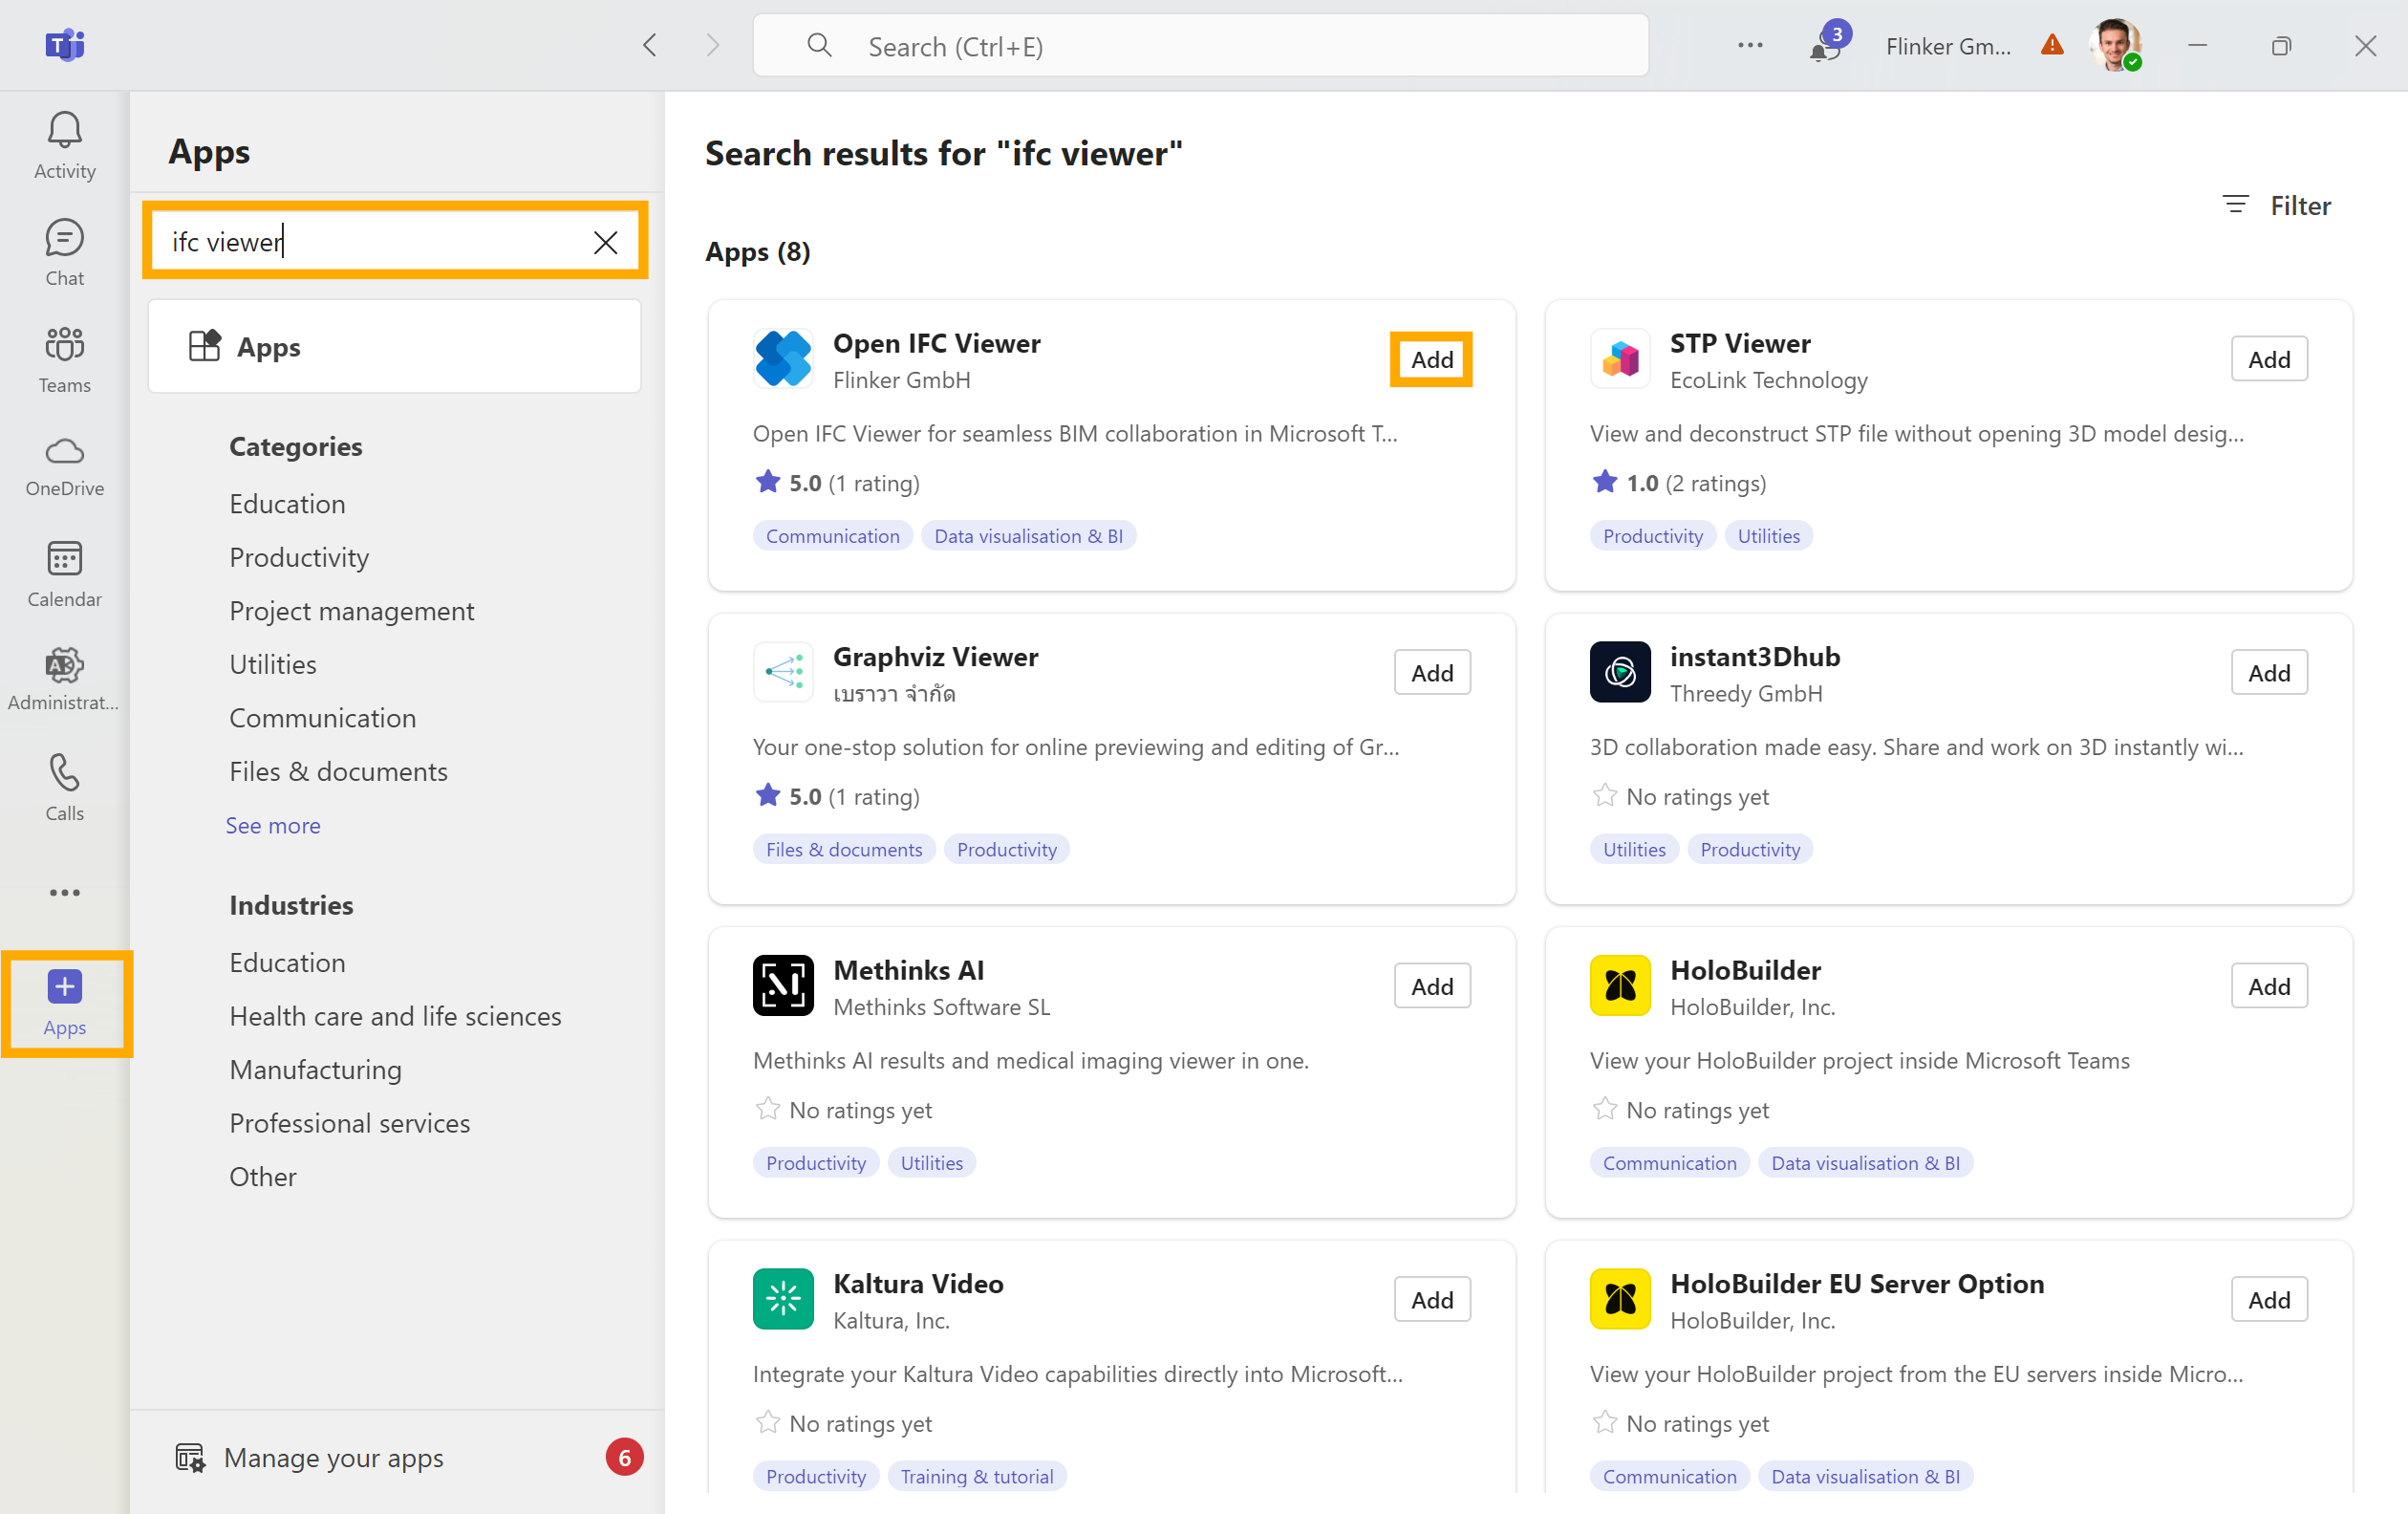 Search (Ctrl+E)
3
Flinker Gm...
Activity
Chat
Teams
OneDrive
Calendar
Administrat...
Calls
Apps
Apps
ifc viewer
Apps
Categories
Education
Productivity
Project management
Utilities
Communication
Files & documents
See more
Industries
Education
Health care and life sciences
Manufacturing
Professional services
Other
Manage your apps
6
Search results for "ifc viewer"
Filter
Apps (8)
Open IFC Viewer
Add
Flinker GmbH
Open IFC Viewer for seamless BIM collaboration in Microsoft T...
5.0 (1 rating)
Communication Data visualisation & BI
STP Viewer
Add
EcoLink Technology
View and deconstruct STP file without opening 3D model desig...
1.0 (2 ratings)
Productivity Utilities
Graphviz Viewer
Add
เบราวา จำกัด
Your one-stop solution for online previewing and editing of Gr...
5.0 (1 rating)
Files & documents Productivity
instant3Dhub
Add
Threedy GmbH
3D collaboration made easy. Share and work on 3D instantly wi...
No ratings yet
Utilities Productivity
Methinks AI
Add
Methinks Software SL
Methinks AI results and medical imaging viewer in one.
No ratings yet
Productivity Utilities
HoloBuilder
Add
HoloBuilder, Inc.
View your HoloBuilder project inside Microsoft Teams
No ratings yet
Communication Data visualisation & BI
Kaltura Video
Add
Kaltura, Inc.
Integrate your Kaltura Video capabilities directly into Microsoft...
No ratings yet
Productivity Training & tutorial
HoloBuilder EU Server Option
Add
HoloBuilder, Inc.
View your HoloBuilder project from the EU servers inside Micro...
No ratings yet
Communication Data visualisation & BI